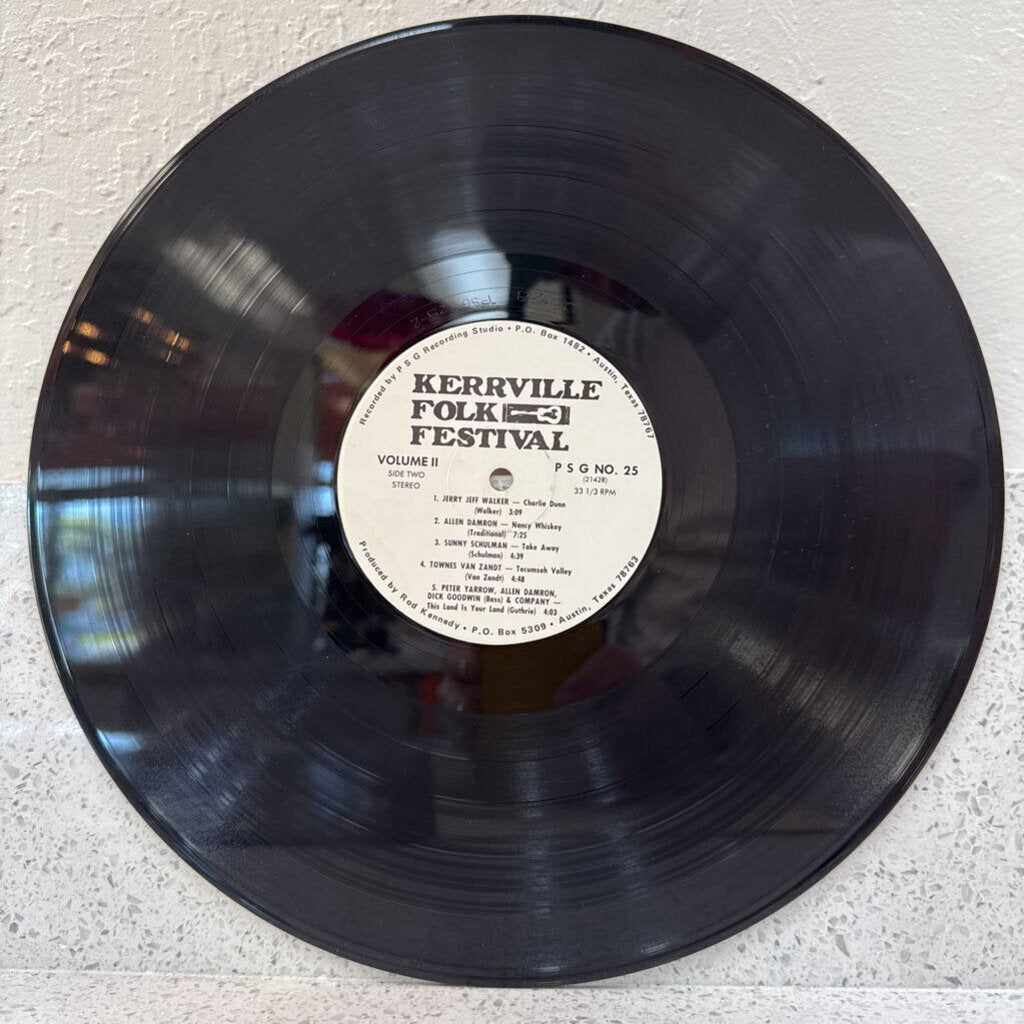 Recorded by P S G Recording Studio • P.O. Box 1482 • Austin, Texas 78767
KERRVILLE
FOLK
FESTIVAL
VOLUME II
SIDE TWO
STEREO
P S G NO. 25
(21428)
33 1/3 RPM
1. JERRY JEFF WALKER — Charlie Dunn
(Walker) 3:09
2. ALLEN DAMRON — Nancy Whiskey
(Traditional) 7:25
3. SUNNY SCHULMAN — Take Away
(Schulman) 4:39
4. TOWNES VAN ZANDT — Tecumseh Valley
(Van Zandt) 4:48
5. PETER YARROW, ALLEN DAMRON,
DICK GOODWIN (Bass) & COMPANY —
This Land Is Your Land (Guthrie) 4:03
Produced by Rod Kennedy • P.O. Box 5309 • Austin, Texas 78763